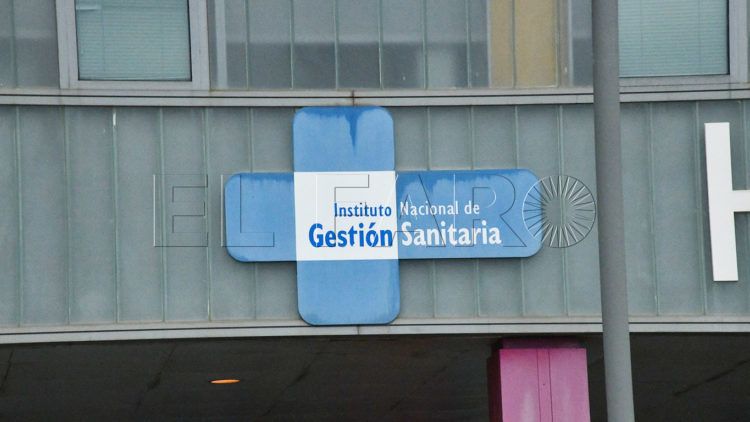 Instituto Nacional de
Gestión Sanitaria
EL FARO
H